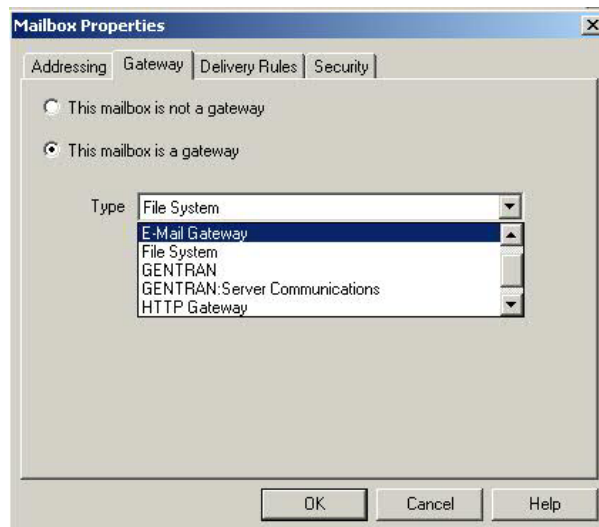 Mailbox Properties
Addressing Gateway Delivery Rules Security
This mailbox is not a gateway
This mailbox is a gateway
Type File System
E-Mail Gateway
File System
GENTRAN
GENTRAN:Server Communications
HTTP Gateway
OK Cancel Help